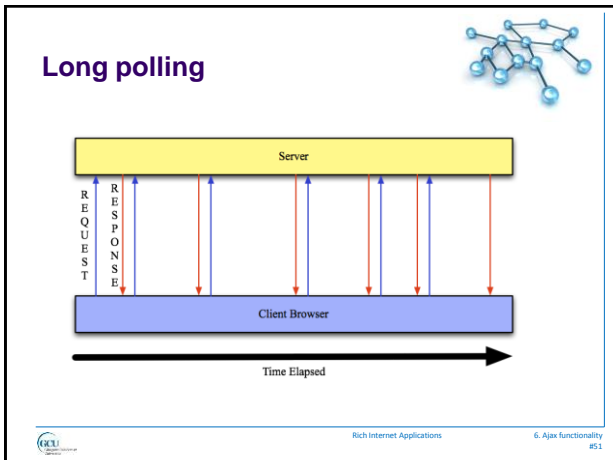 Long polling
Server
REQUEST
RESPONSE
Client Browser
Time Elapsed
GCU
Rich Internet Applications
6. Ajax functionality
#51